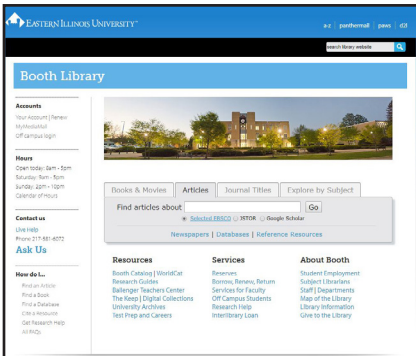 EASTERN ILLINOIS UNIVERSITY™
a-z | panthermail | paws | d2l
search library website
Booth Library
Accounts
Your Account | Renew
MyMediaMall
Off campus login
Hours
Open today: 8am - 5pm
Saturday: 9am - 5pm
Sunday: 2pm - 10pm
Calendar of Hours
Contact us
Live Help
Phone 217-581-6072
Ask Us
How do I...
Find an Article
Find a Book
Find a Database
Cite a Resource
Get Research Help
All FAQs
Books & Movies
Articles
Journal Titles
Explore by Subject
Find articles about
Go
Selected EBSCO JSTOR Google Scholar
Newspapers | Databases | Reference Resources
Resources
Booth Catalog | WorldCat
Research Guides
Ballenger Teachers Center
The Keep | Digital Collections
University Archives
Test Prep and Careers
Services
Reserves
Borrow, Renew, Return
Services for Faculty
Off Campus Students
Research Help
Interlibrary Loan
About Booth
Student Employment
Subject Librarians
Staff | Departments
Map of the Library
Library Information
Give to the Library